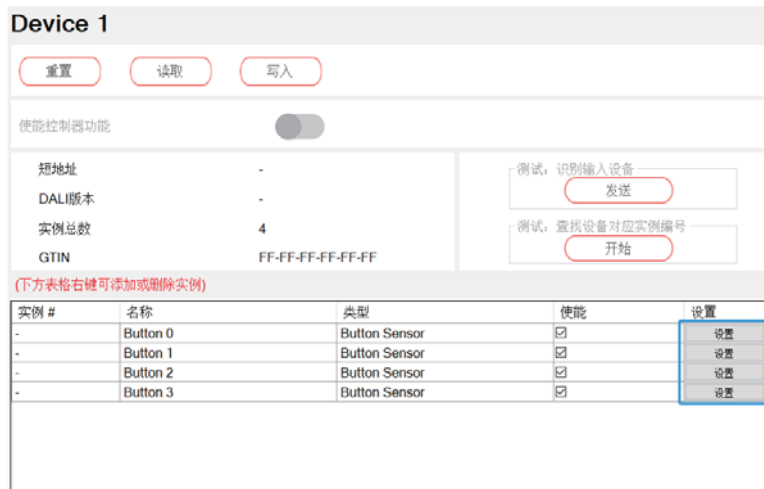 Device 1
重置 读取 写入
使能控制器功能
短地址 -
DALI版本 -
实例总数 4
GTIN FF-FF-FF-FF-FF-FF
测试，识别输入设备
发送
测试，查找设备对应实例编号
开始
(下方表格右键可添加或删除实例)
实例 # 名称 类型 使能 设置
- Button 0 Button Sensor 设置
- Button 1 Button Sensor 设置
- Button 2 Button Sensor 设置
- Button 3 Button Sensor 设置